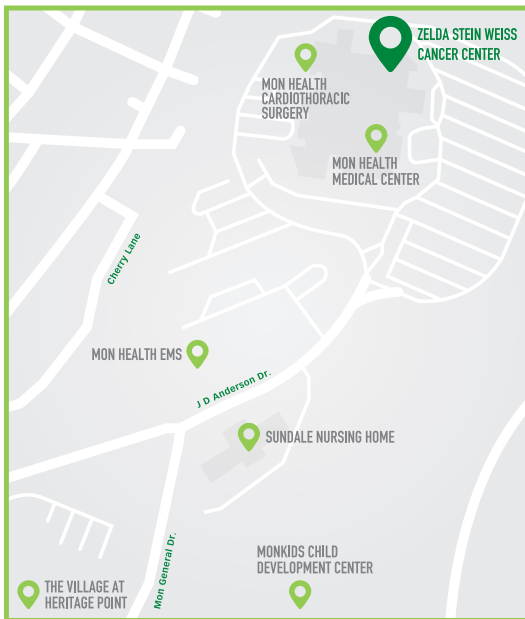 ZELDA STEIN WEISS
CANCER CENTER
MON HEALTH
CARDIOTHORACIC
SURGERY
MON HEALTH
MEDICAL CENTER
Cherry Lane
MON HEALTH EMS
J D Anderson Dr.
SUNDALE NURSING HOME
Mon General Dr.
MONKIDS CHILD
DEVELOPMENT CENTER
THE VILLAGE AT
HERITAGE POINT